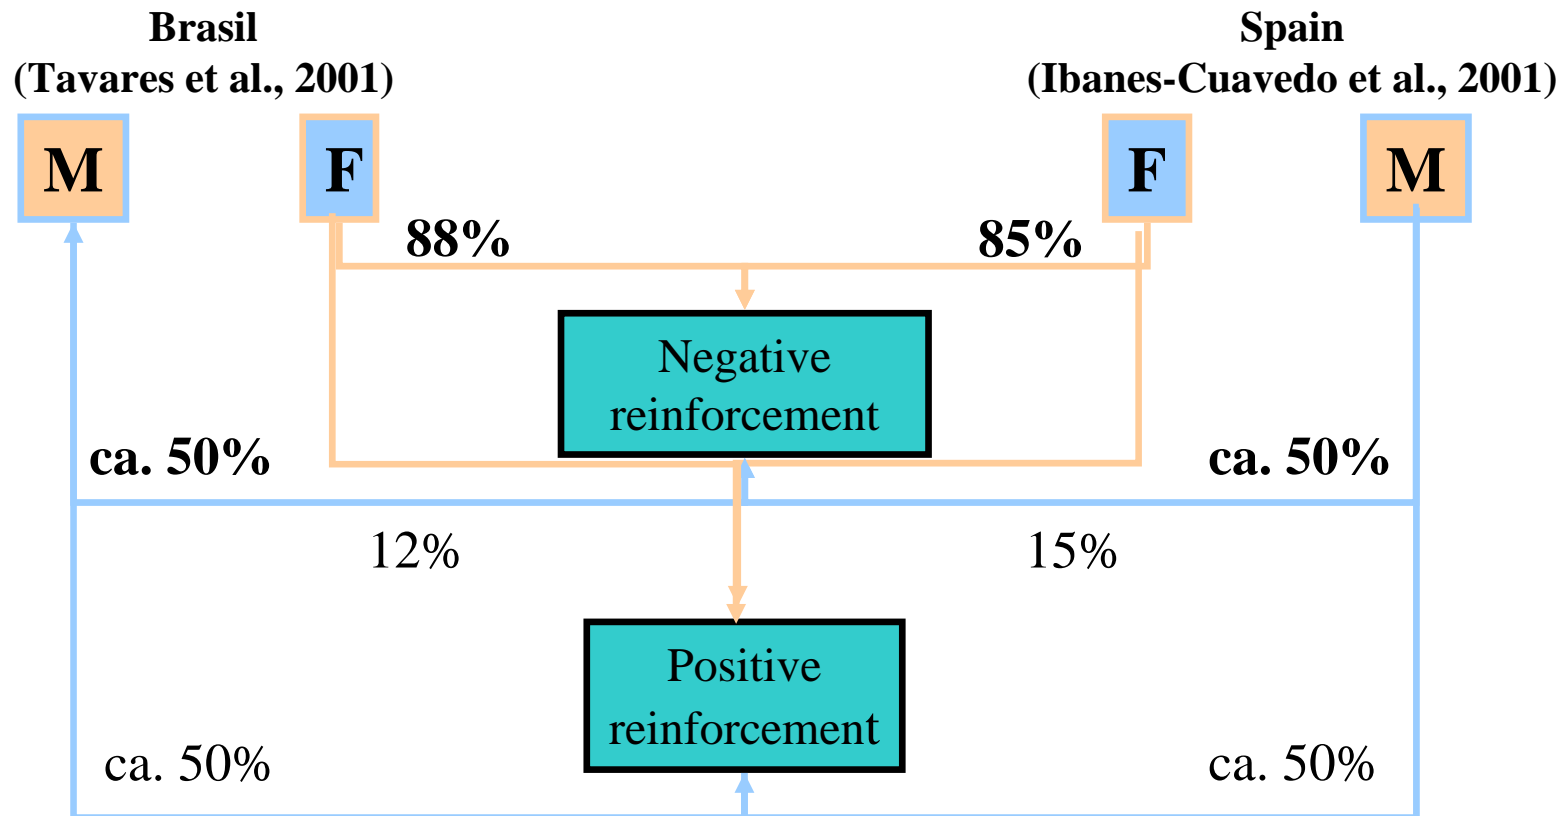 Brasil
(Tavares et al., 2001)
Spain
(Ibanes-Cuavedo et al., 2001)
M
F
F
M
88%
85%
Negative
reinforcement
ca. 50%
ca. 50%
12%
15%
Positive
reinforcement
ca. 50%
ca. 50%